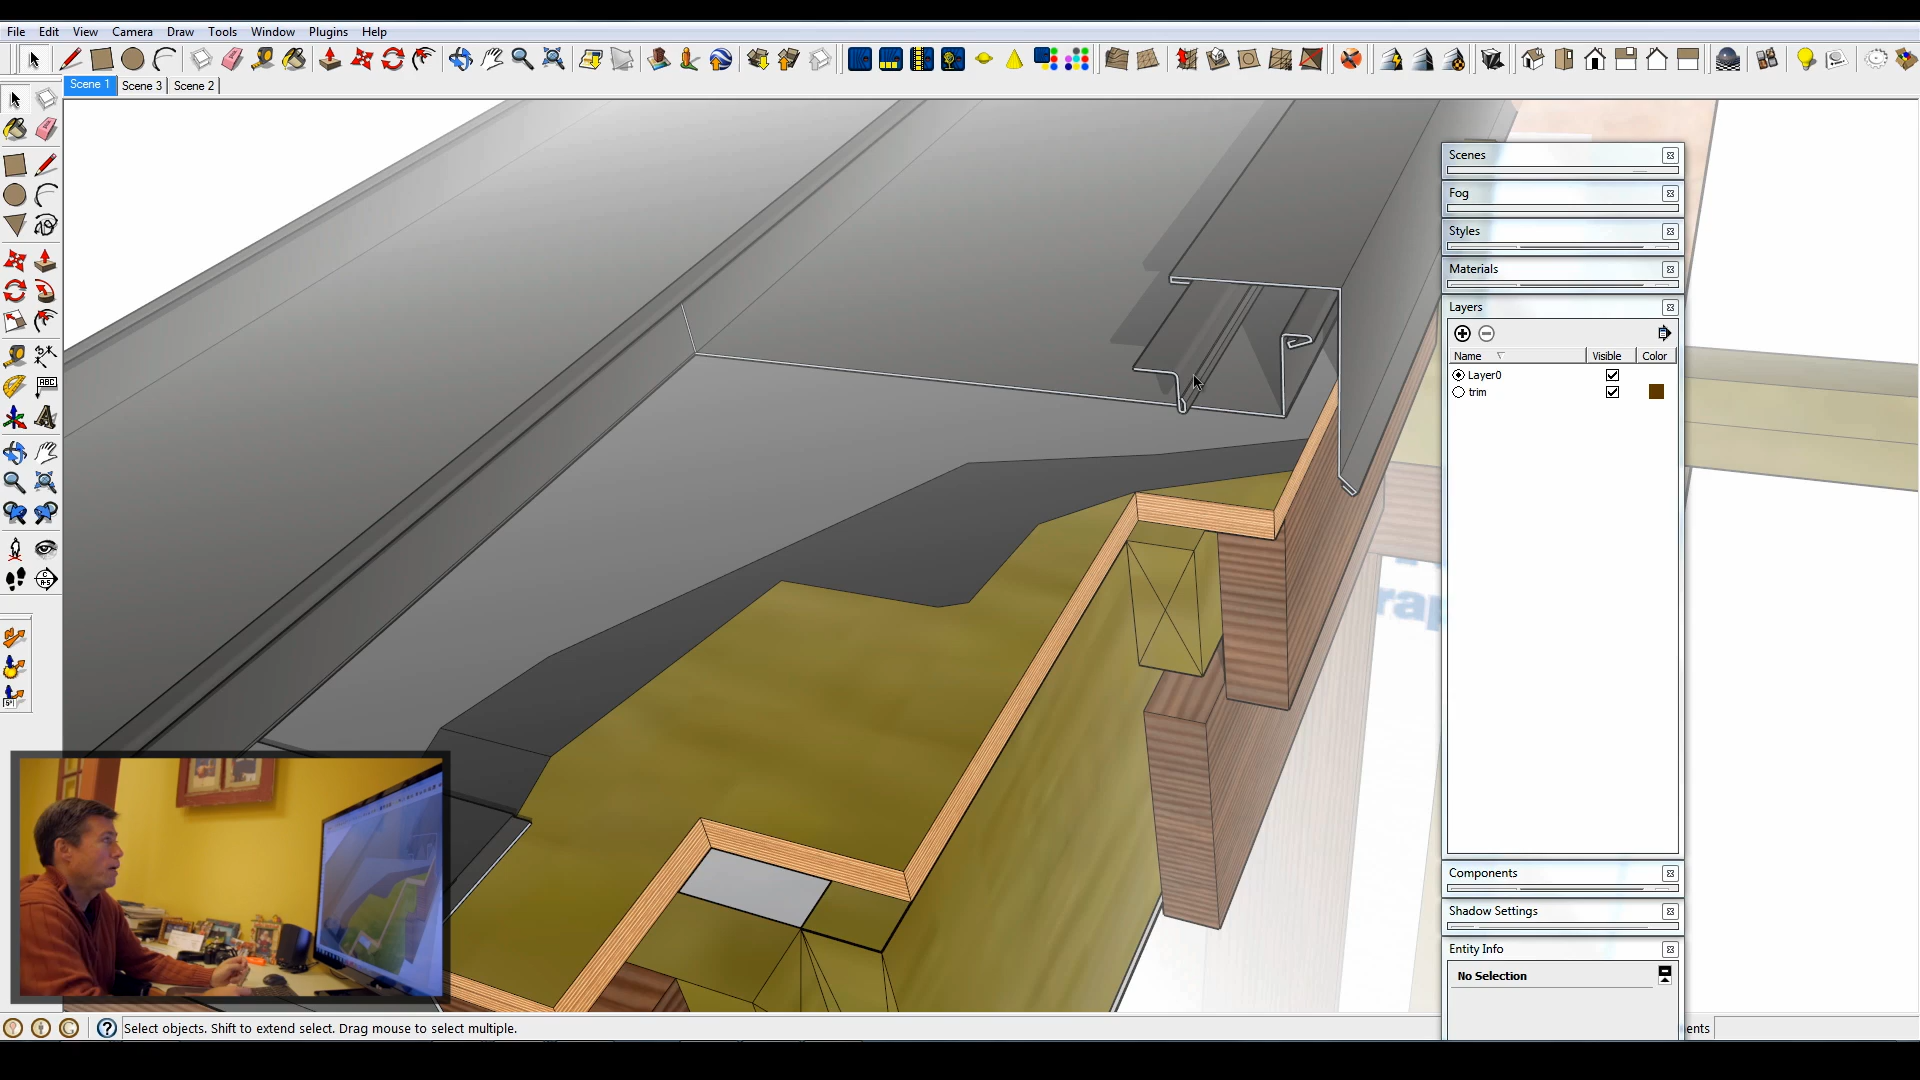 File Edit View Camera Draw Tools Window Plugins Help
Scene 1 Scene 3 Scene 2
Scenes
Fog
Styles
Materials
Layers
Name Visible Color
Layer0
trim
ABC
rap
Components
Shadow Settings
Entity Info
No Selection
Select objects. Shift to extend select. Drag mouse to select multiple.
ents